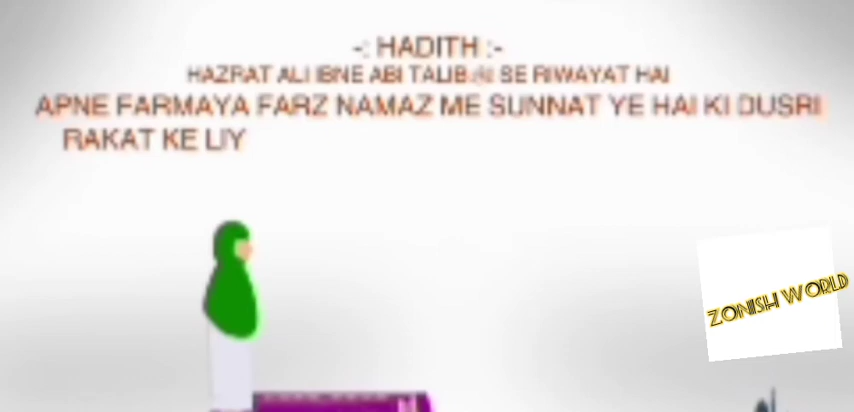 -: HADITH :-
HAZRAT ALI IBNE ABI TALIB SE RIWAYAT HAI
APNE FARMAYA FARZ NAMAZ ME SUNNAT YE HAI KI DUSRI
RAKAT KE LIY
ZONISH WORLD